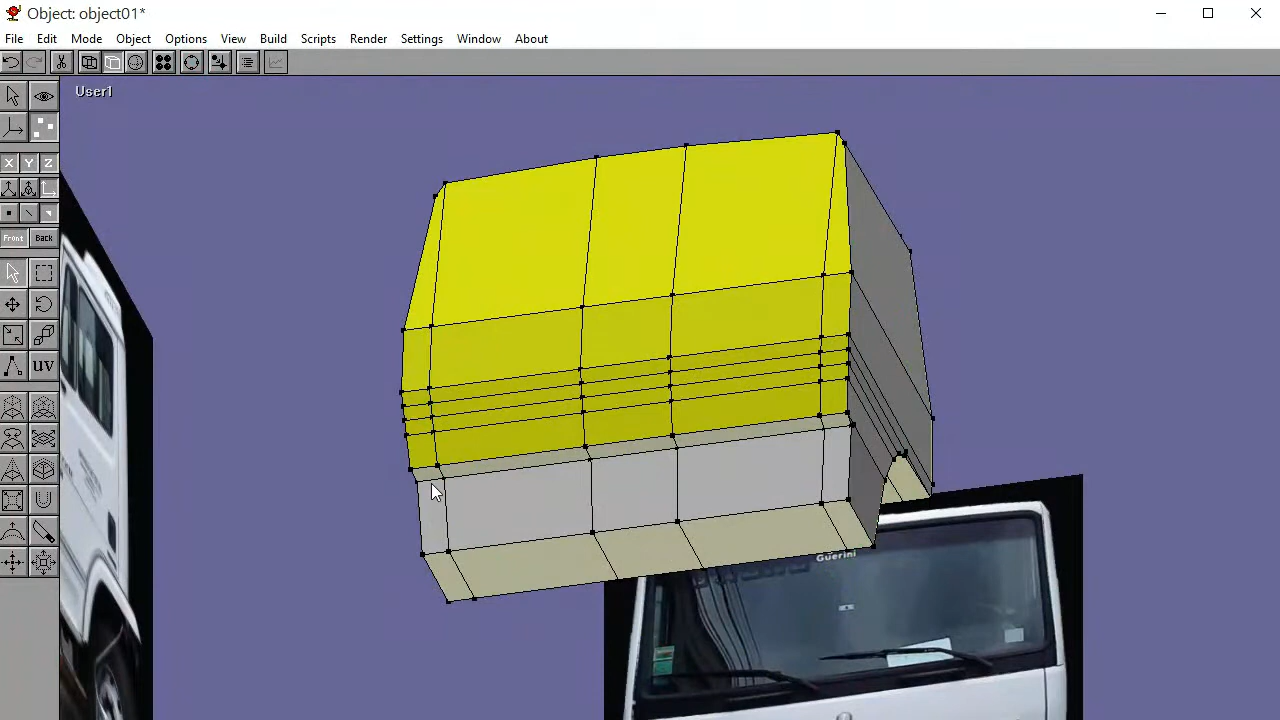 Object: object01*
File Edit Mode Object Options View Build Scripts Render Settings Window About
User1
X Y Z
Front Back
uv
Guerini